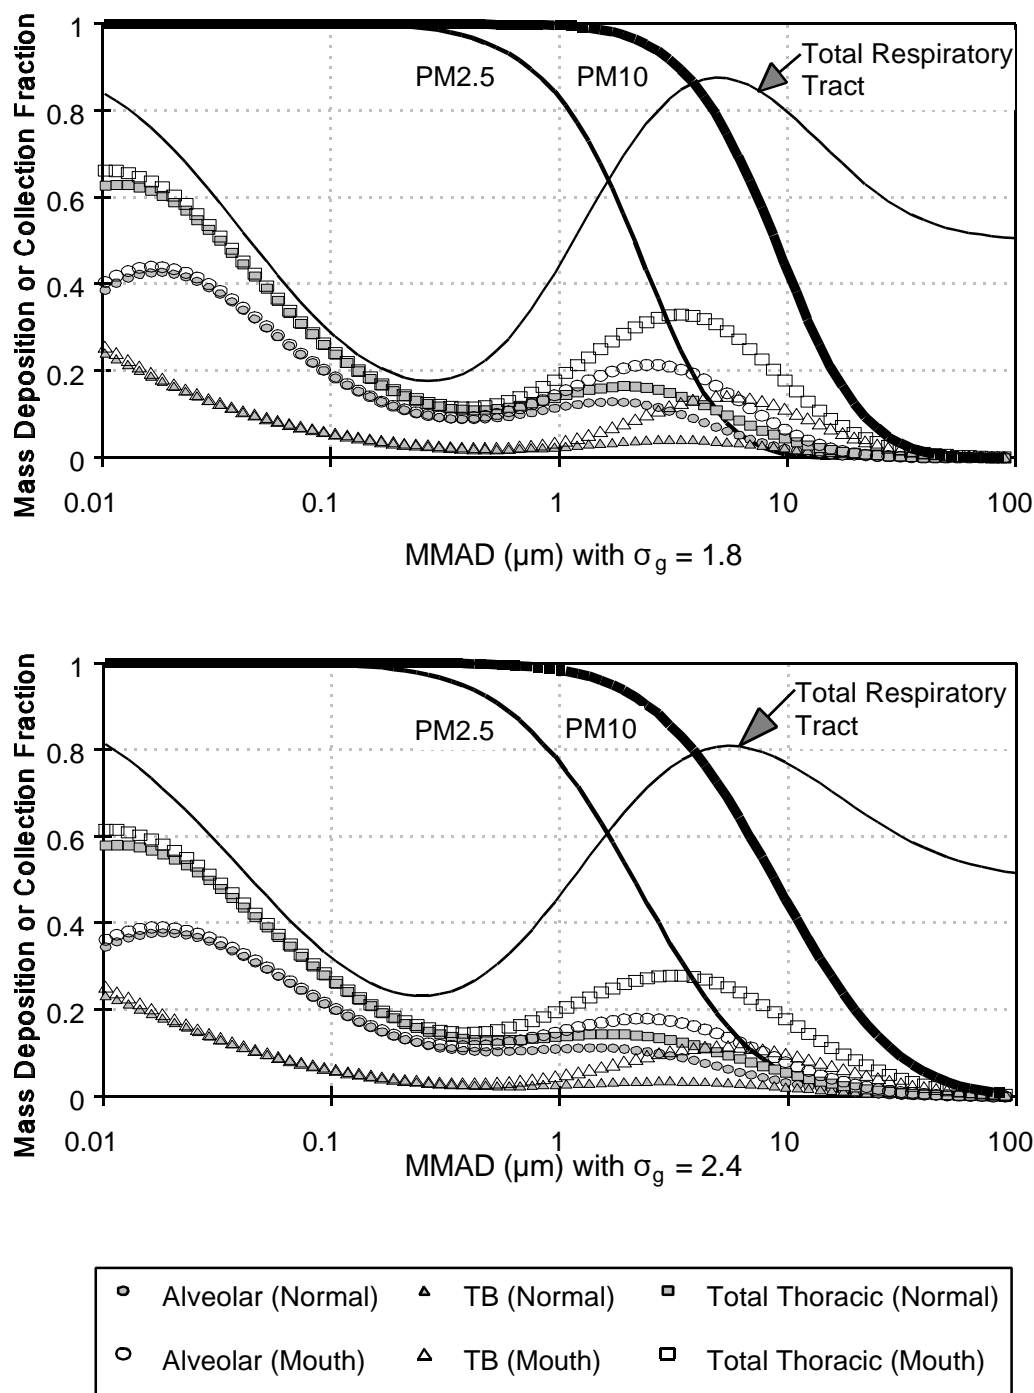 Mass Deposition or Collection Fraction
1
0.8
0.6
0.4
0.2
0
PM2.5
PM10
Total Respiratory
Tract
0.01
0.1
1
10
100
MMAD (µm) with σg = 1.8
Mass Deposition or Collection Fraction
1
0.8
0.6
0.4
0.2
0
PM2.5
PM10
Total Respiratory
Tract
0.01
0.1
1
10
100
MMAD (µm) with σg = 2.4
Alveolar (Normal)
TB (Normal)
Total Thoracic (Normal)
Alveolar (Mouth)
TB (Mouth)
Total Thoracic (Mouth)